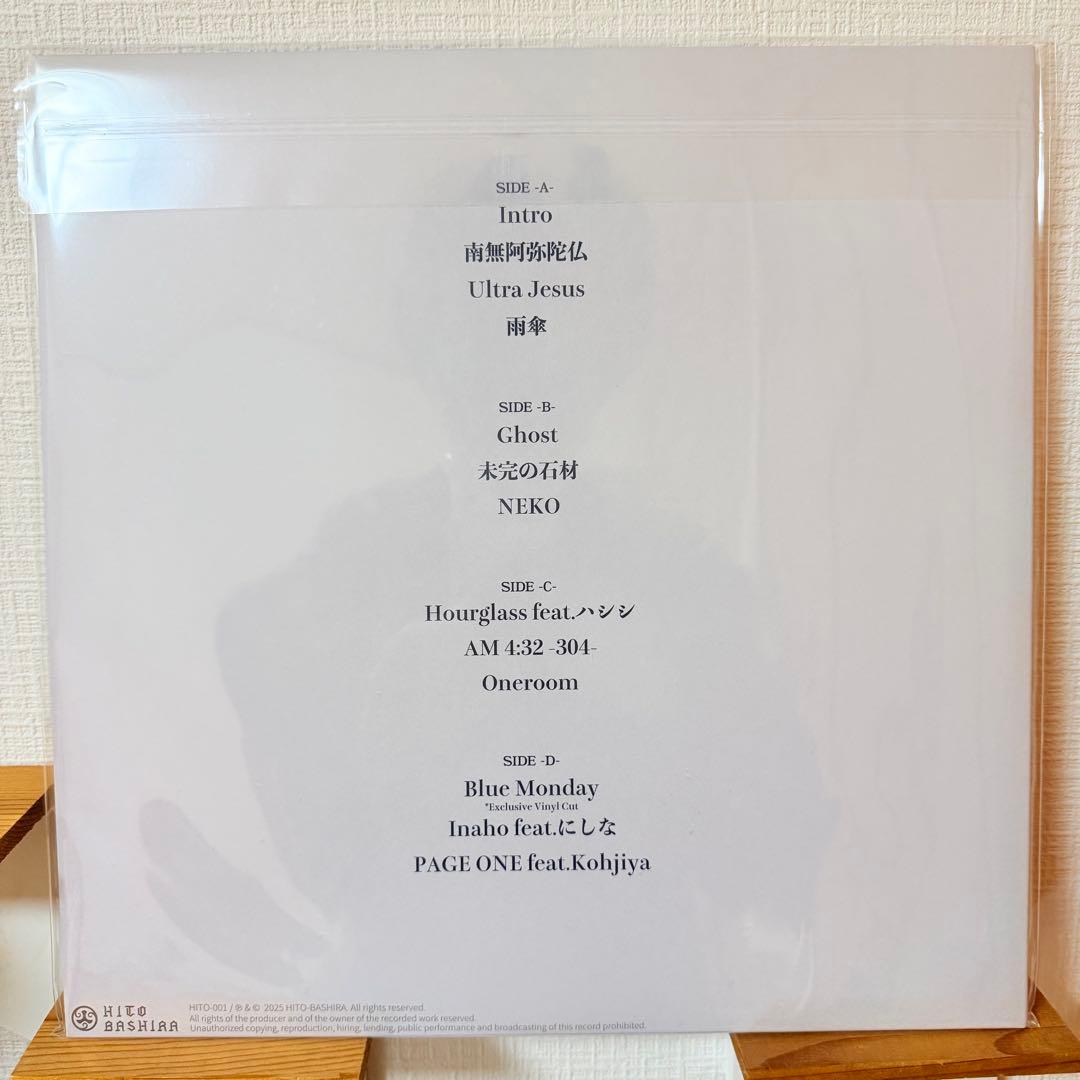 SIDE -A-
Intro
南無阿弥陀仏
Ultra Jesus
雨傘
SIDE -B-
Ghost
未完の石材
NEKO
SIDE -C-
Hourglass feat.ハシシ
AM 4:32 -304-
Oneroom
SIDE -D-
Blue Monday
*Exclusive Vinyl Cut
Inaho feat.にしな
PAGE ONE feat.Kohjiya
HITO
BASHIRA
HITO-001 / ℗ & © 2025 HITO-BASHIRA. All rights reserved.
All rights of the producer and of the owner of the recorded work reserved.
Unauthorized copying, reproduction, hiring, lending, public performance and broadcasting of this record prohibited.